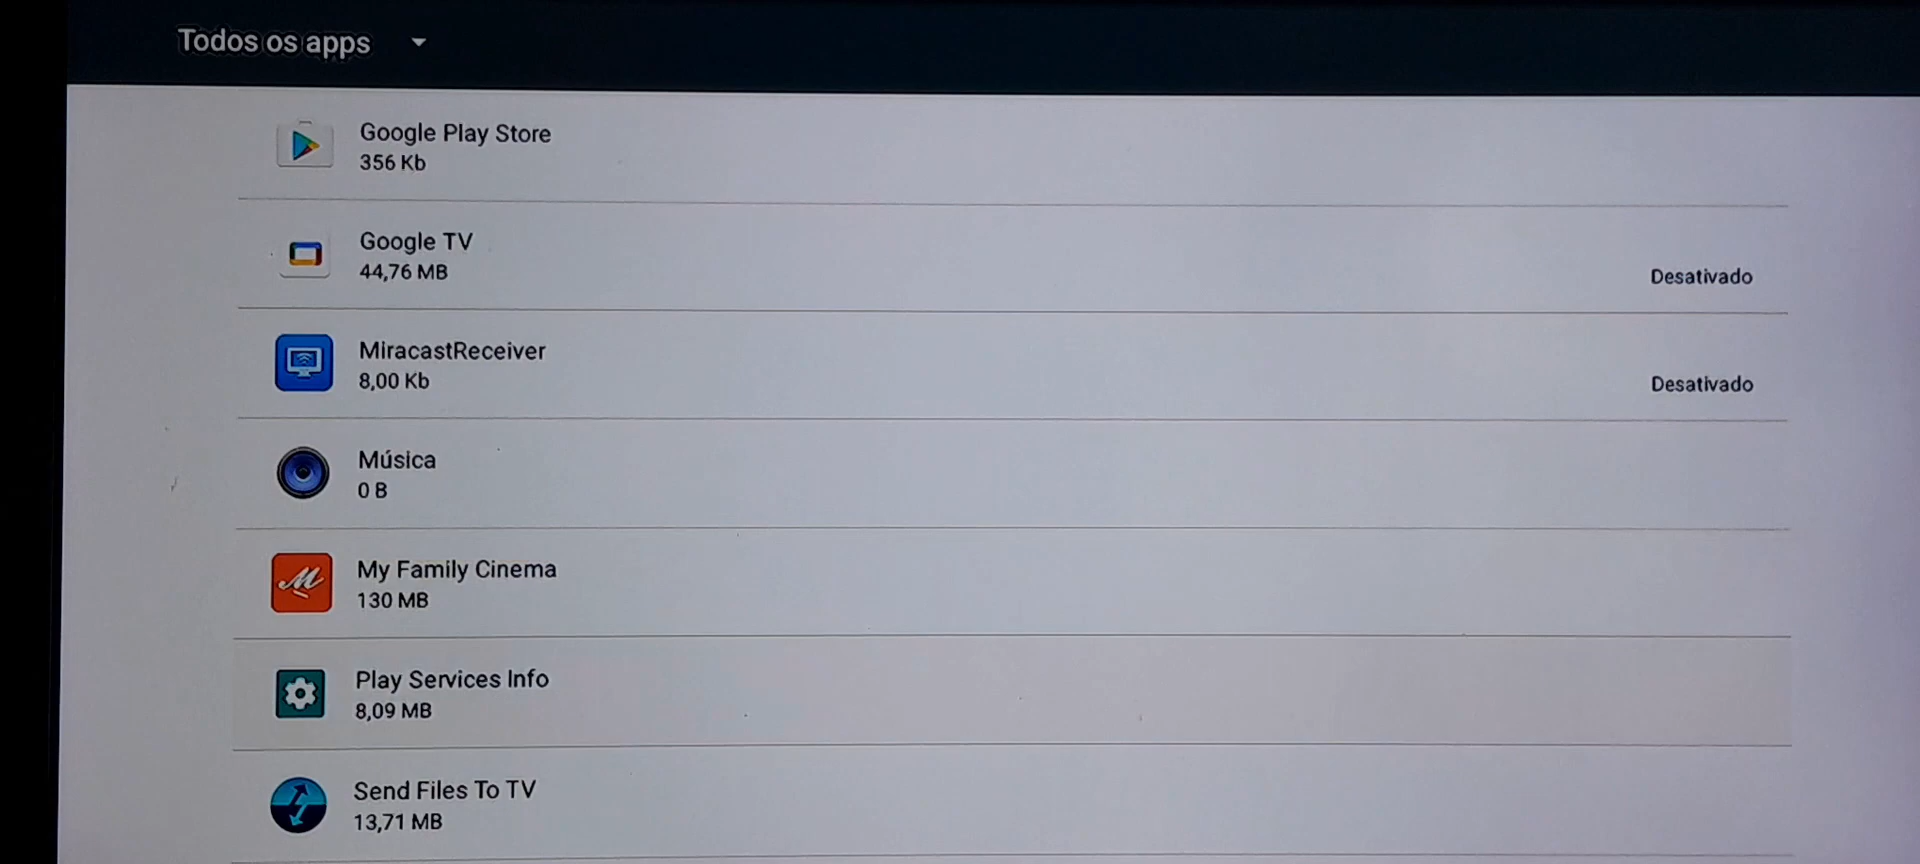 Todos os apps
Google Play Store
356 Kb
Google TV
44,76 MB
Desativado
MiracastReceiver
8,00 Kb
Desativado
Música
0 B
My Family Cinema
130 MB
Play Services Info
8,09 MB
Send Files To TV
13,71 MB